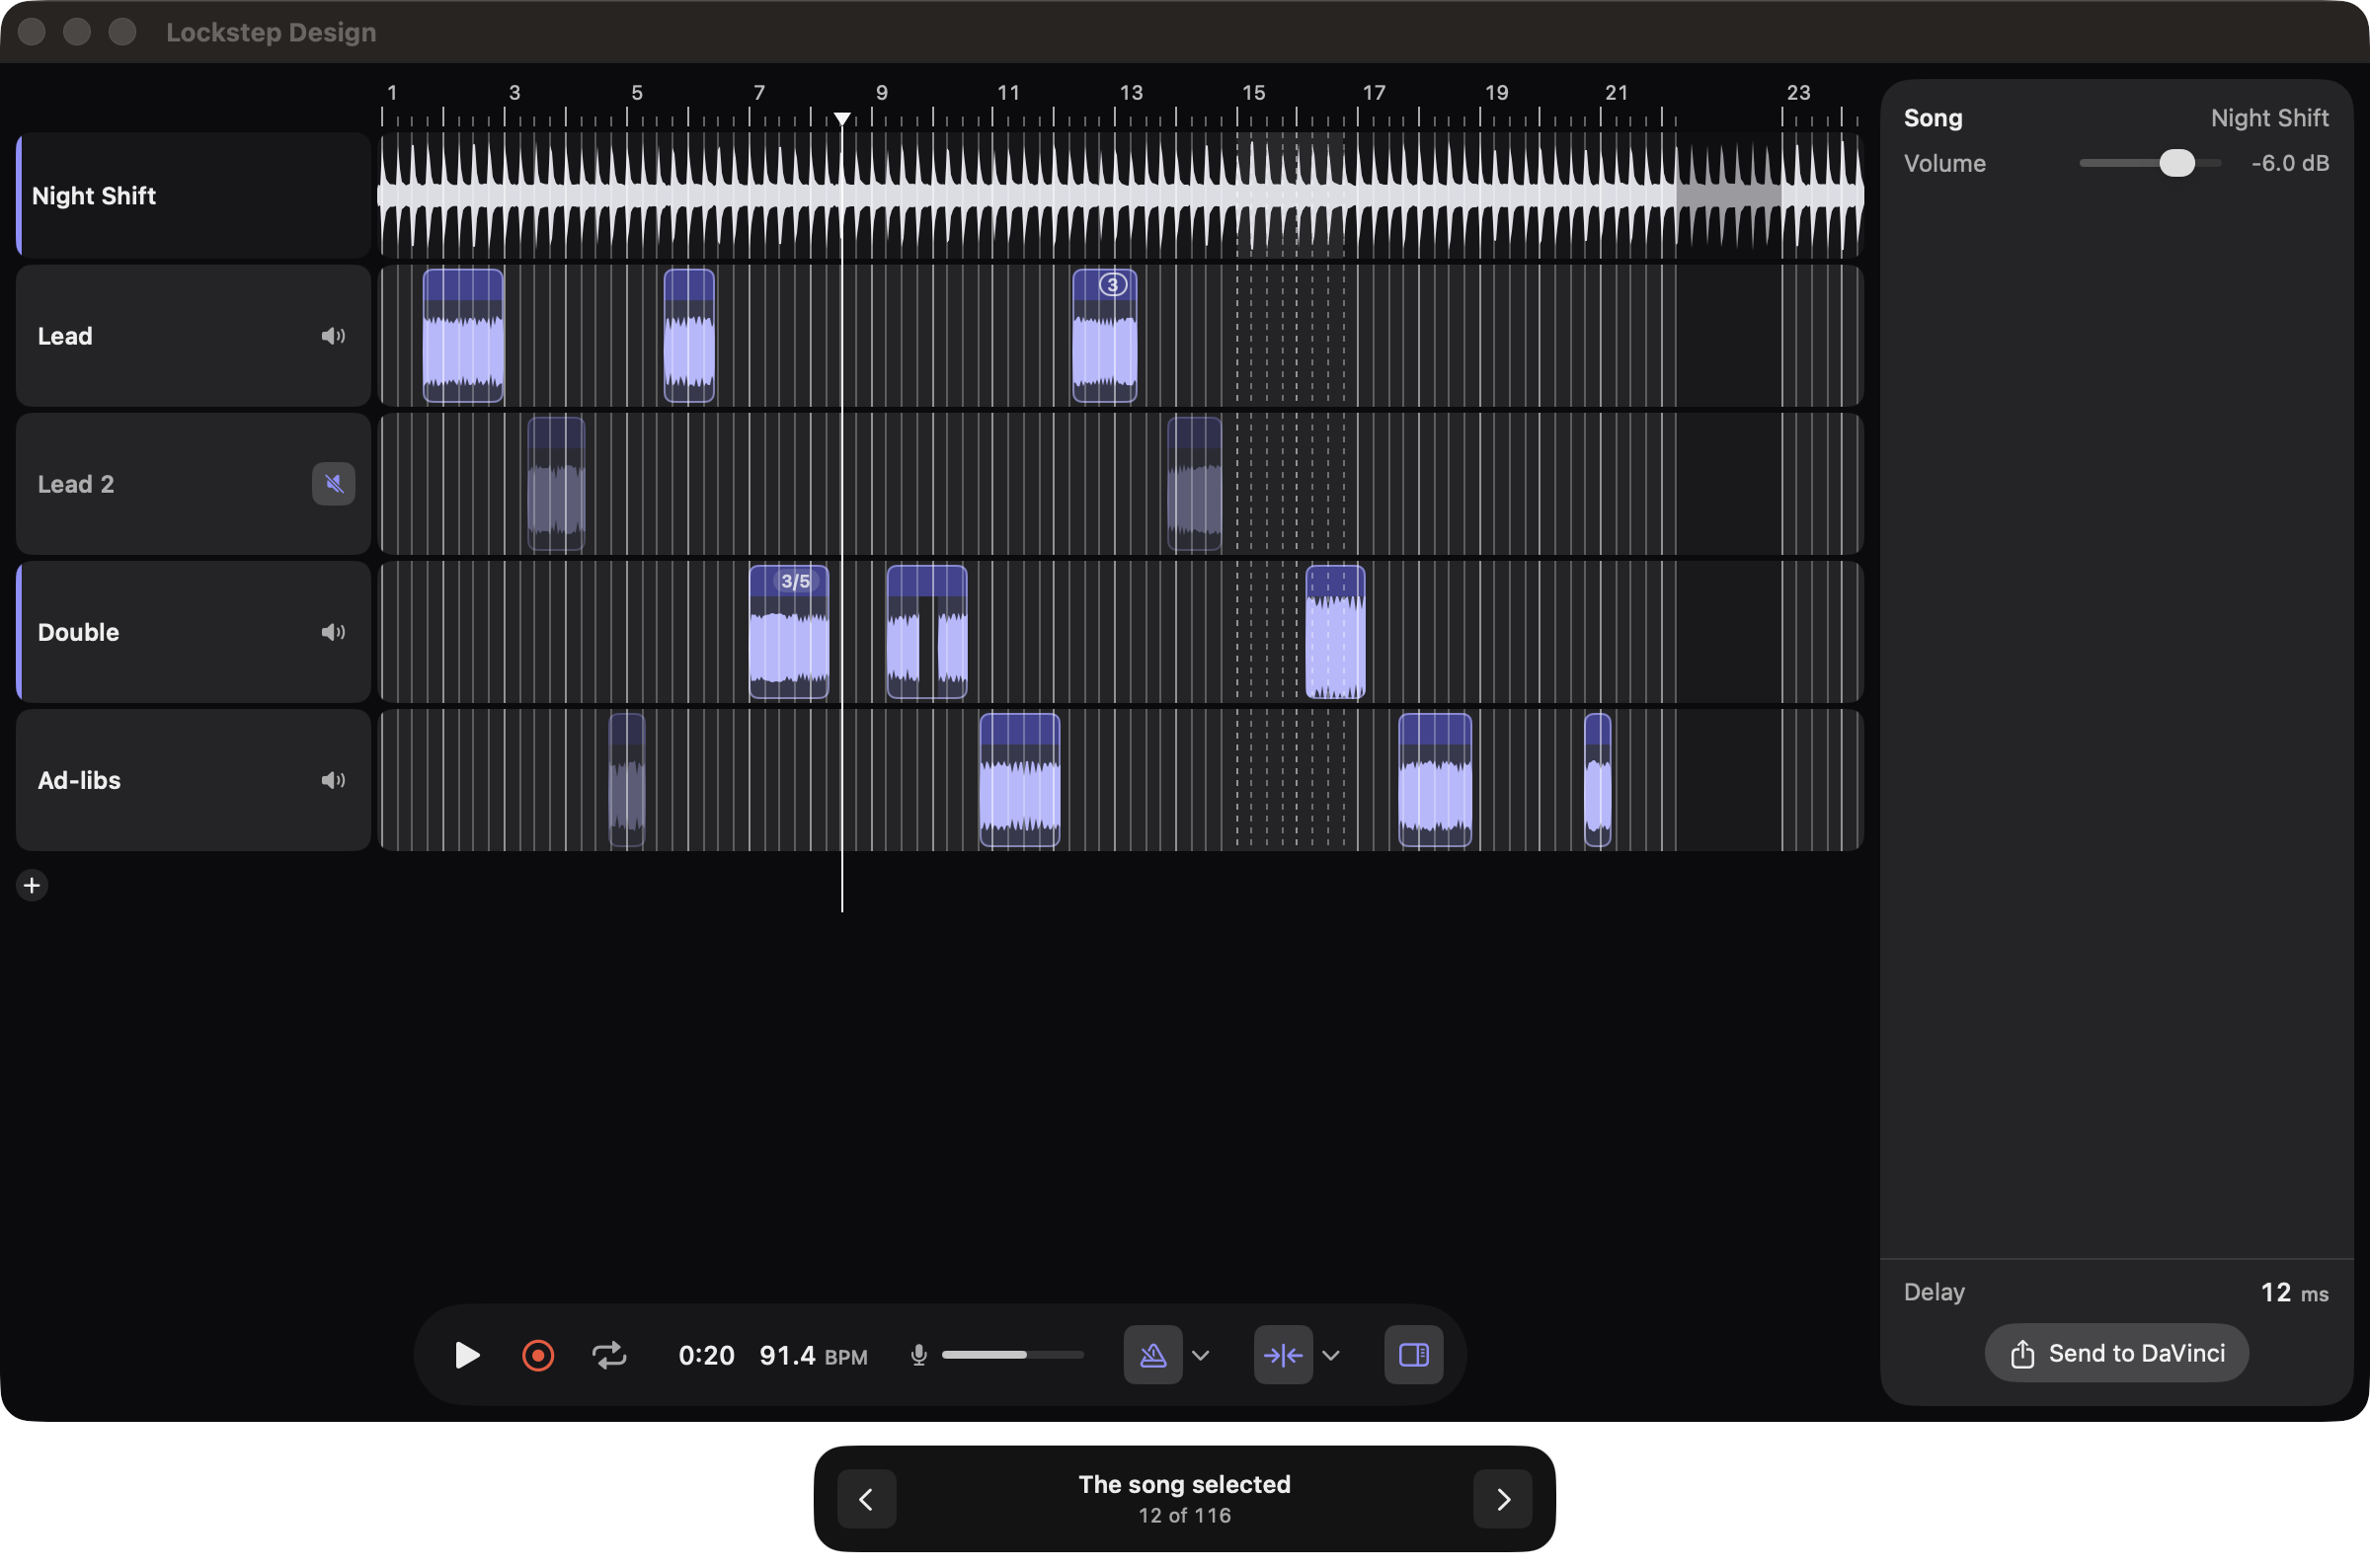 Lockstep Design
1 3 5 7 9 11 13 15 17 19 21 23
Song Night Shift
Volume -6.0 dB
Night Shift
Lead
3
Lead 2
Double
3/5
Ad-libs
Delay 12 ms
Send to DaVinci
0:20 91.4 BPM
The song selected
12 of 116